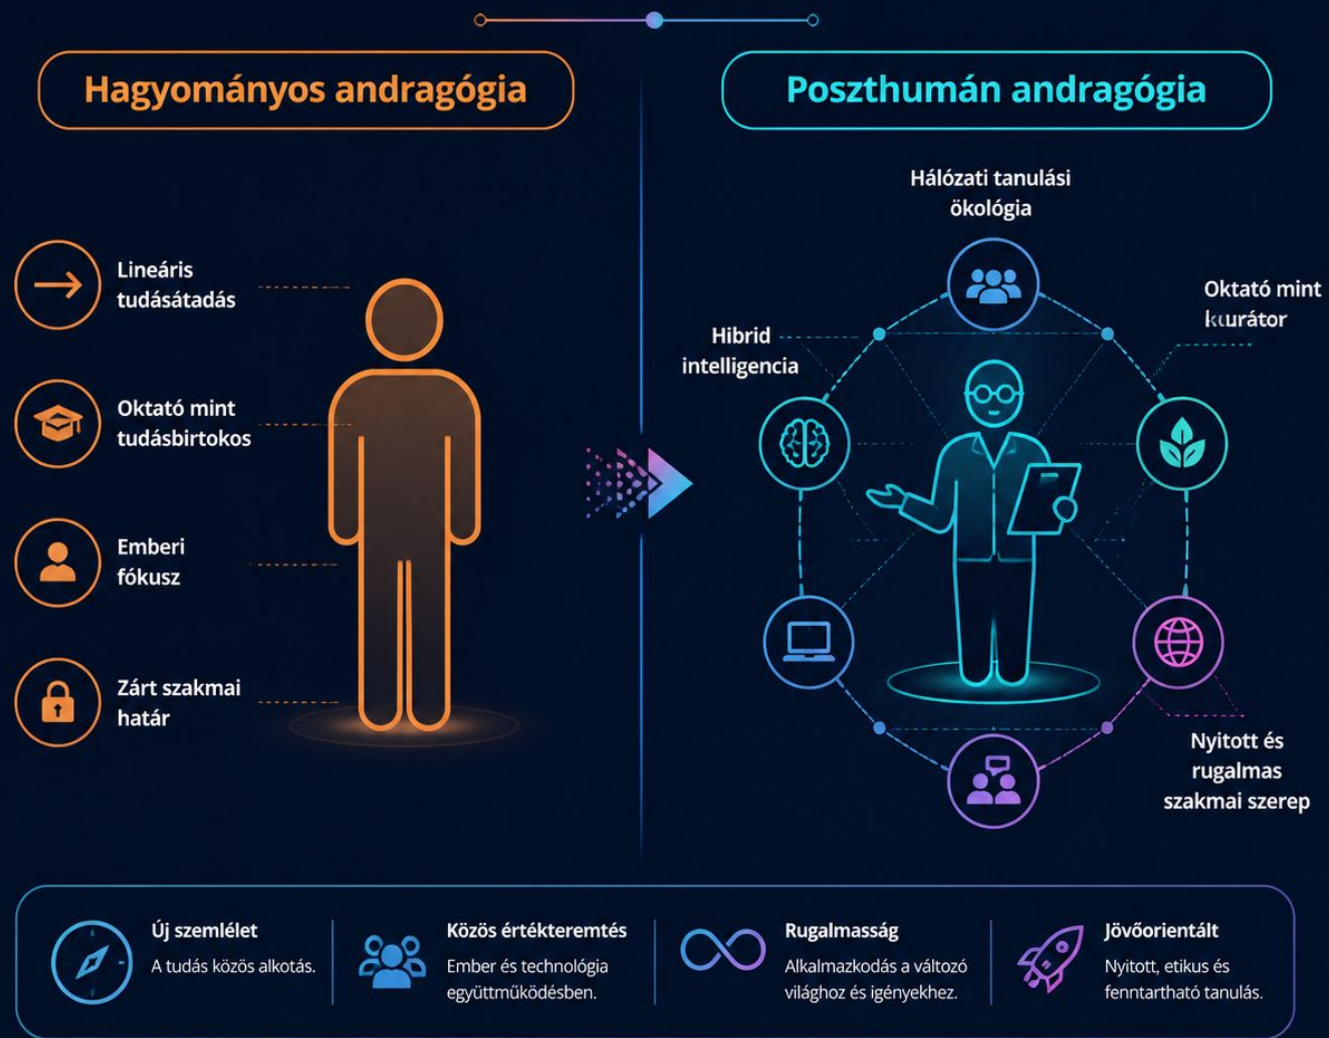 Hagyományos andragógia
Poszthumán andragógia
Lineáris
tudásátadás
Oktató mint
tudásbirtokos
Emberi
fókusz
Zárt szakmai
határ
Hálózati tanulási
ökológia
Hibrid
intelligencia
Oktató mint
Nyitott és
rugalmas
szakmai szerep
Új szemlélet
A tudás közös alkotás.
Közös értékteremtés
Ember és technológia
együttműködésben.
Rugalmasság
Alkalmazkodás a változó
világhoz és igényekhez.
Jövőorientált
Nyitott, etikus és
fenntartható tanulás.